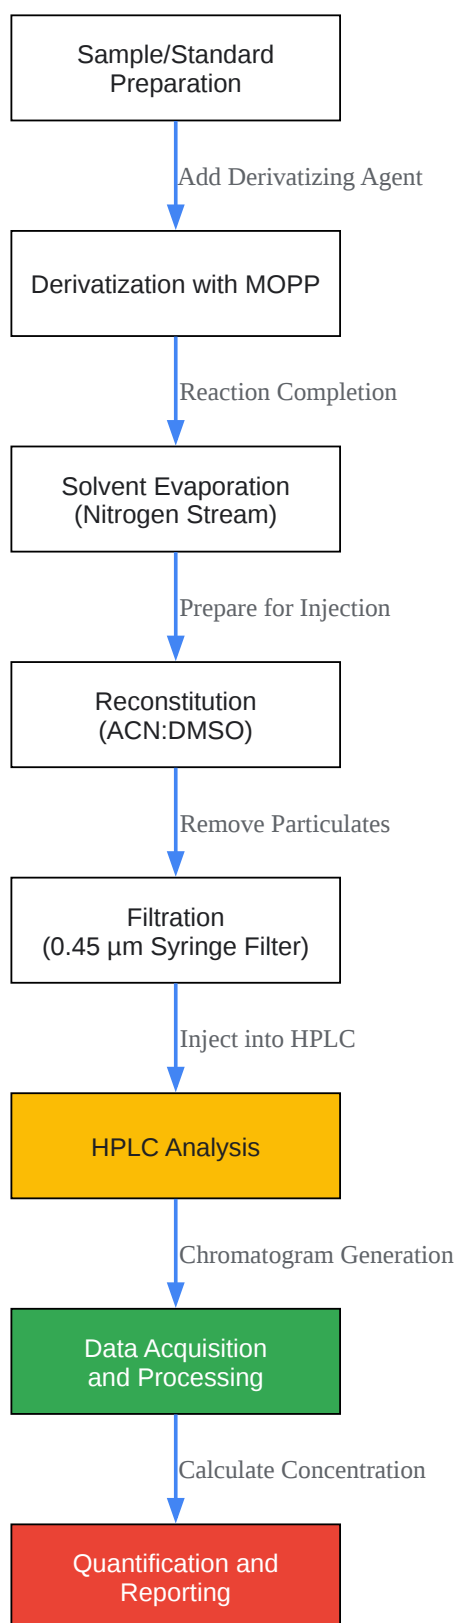 Sample/Standard
Preparation
Add Derivatizing Agent
Derivatization with MOPP
Reaction Completion
Solvent Evaporation
(Nitrogen Stream)
Prepare for Injection
Reconstitution
(ACN:DMSO)
Remove Particulates
Filtration
(0.45 µm Syringe Filter)
Inject into HPLC
HPLC Analysis
Chromatogram Generation
Data Acquisition
and Processing
Calculate Concentration
Quantification and
Reporting